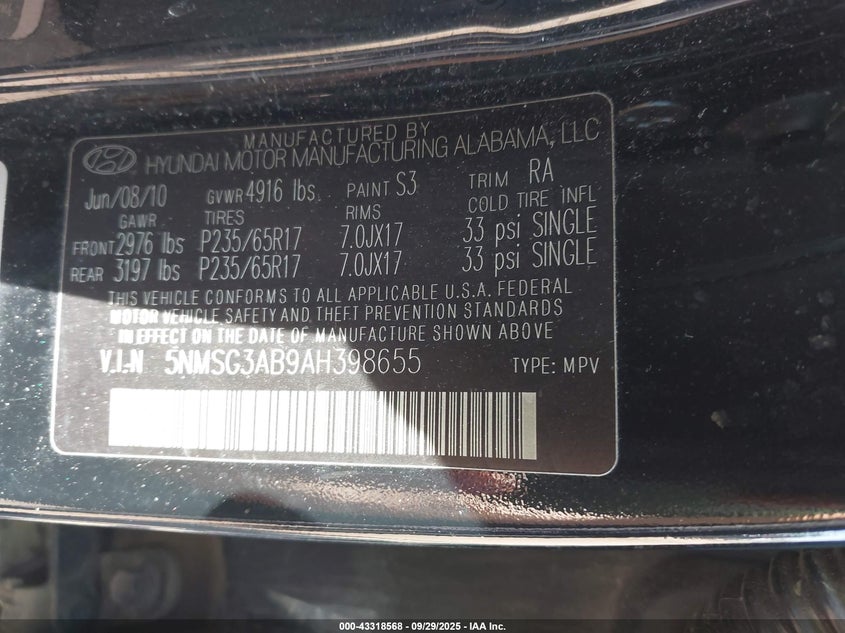 MANUFACTURED BY
HYUNDAI MOTOR MANUFACTURING ALABAMA, LLC
Jun/08/10 GVWR 4916 lbs PAINT S3 TRIM RA
GAWR TIRES RIMS COLD TIRE INFL
FRONT 2976 lbs P235/65R17 7.0JX17 33 psi SINGLE
REAR 3197 lbs P235/65R17 7.0JX17 33 psi SINGLE
THIS VEHICLE CONFORMS TO ALL APPLICABLE U.S.A. FEDERAL
MOTOR VEHICLE SAFETY AND THEFT PREVENTION STANDARDS
IN EFFECT ON THE DATE OF MANUFACTURE SHOWN ABOVE
V.I.N 5NMSG3AB9AH398655 TYPE: MPV
000-43318568 - 09/29/2025 - IAA Inc.